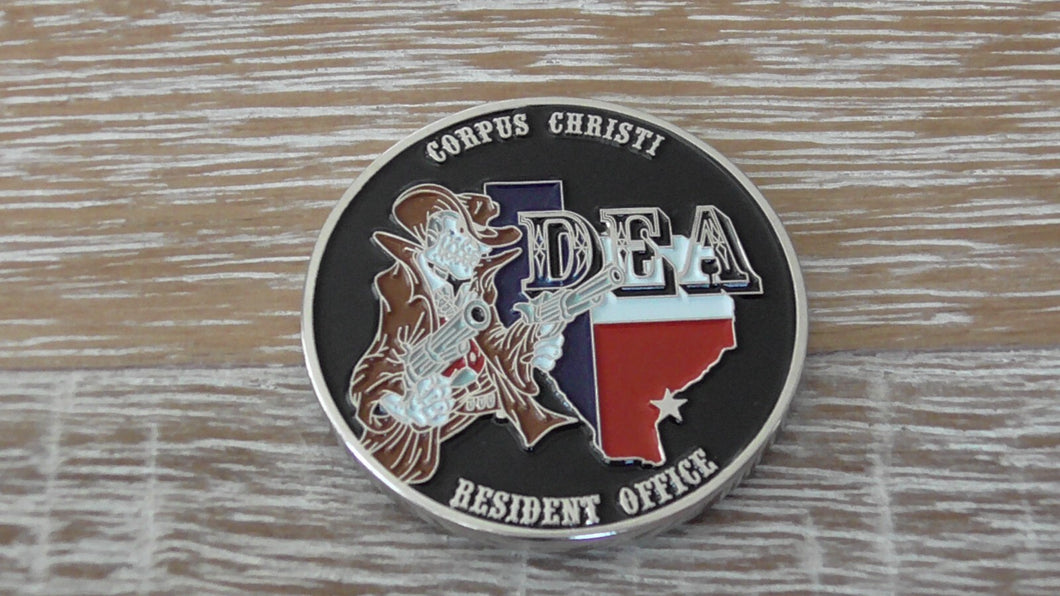 CORPUS CHRISTI
DEA
RESIDENT OFFICE